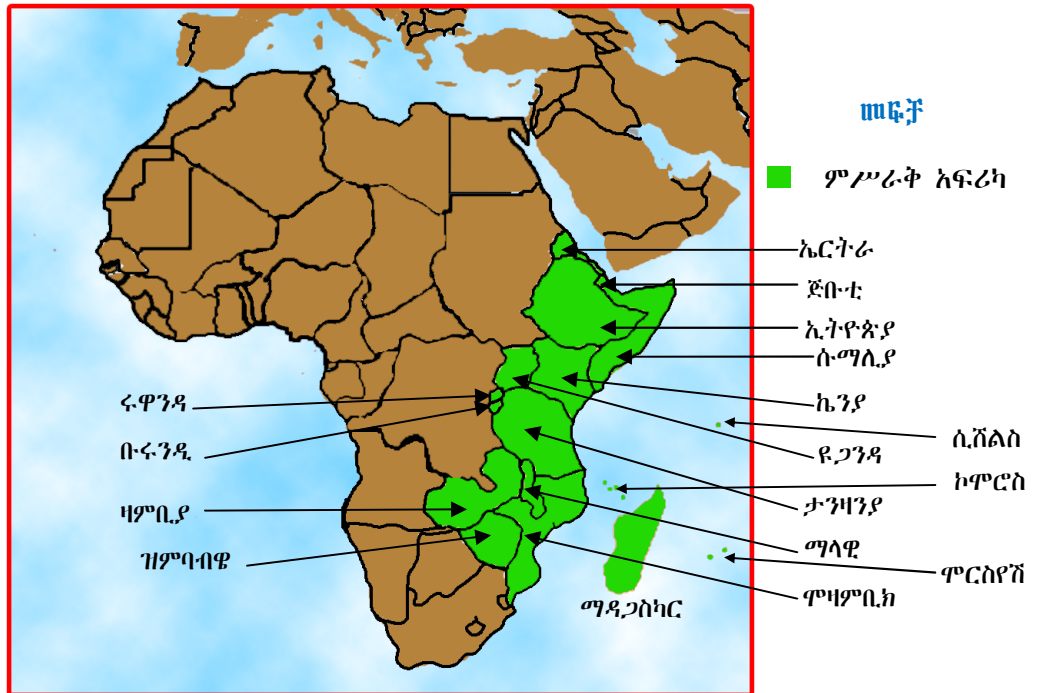 መፍቻ
ምሥራቅ አፍሪካ
ኤርትራ
ጅቡቲ
ኢትዮጵያ
ሱማሊያ
ሩዋንዳ
ኬንያ
ሲሸልስ
ቡሩንዲ
ዩጋንዳ
ኮሞሮስ
ዛምቢያ
ታንዛንያ
ዝምባብዌ
ማላዊ
ሞርስየሽ
ማዳጋስካር
ሞዛምቢክ